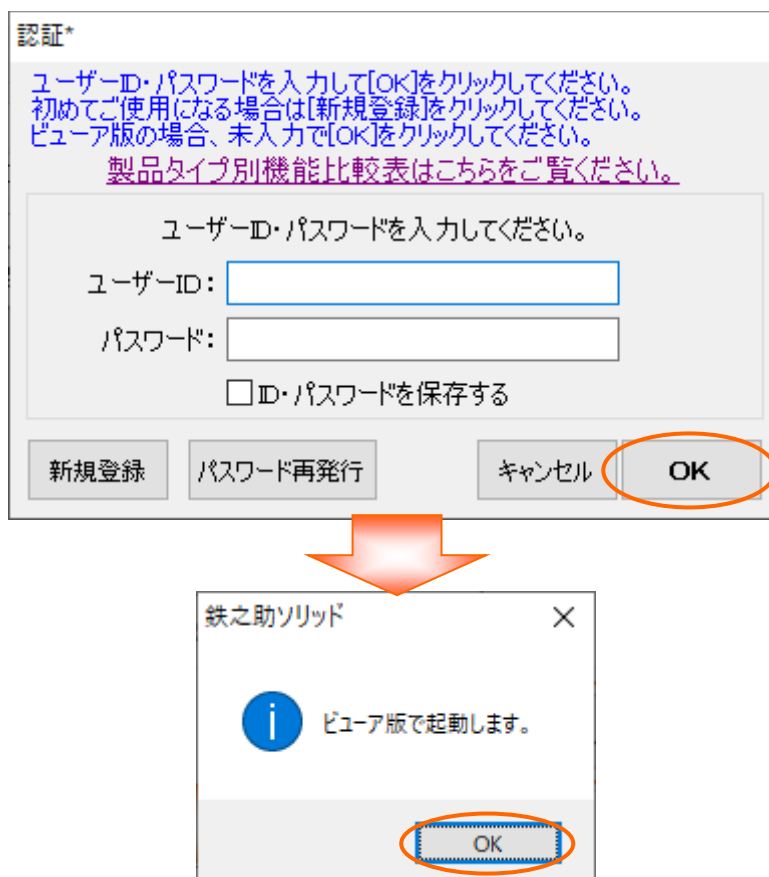 認証*
ユーザーID・パスワードを入力して[OK]をクリックしてください。
初めてご使用になる場合は[新規登録]をクリックしてください。
ビューア版の場合、未入力で[OK]をクリックしてください。
製品タイプ別機能比較表はこちらをご覧ください。
ユーザーID・パスワードを入力してください。
ユーザーID：
パスワード：
ID・パスワードを保存する
新規登録 パスワード再発行 キャンセル OK
鉄之助ソリッド
ビューア版で起動します。
OK